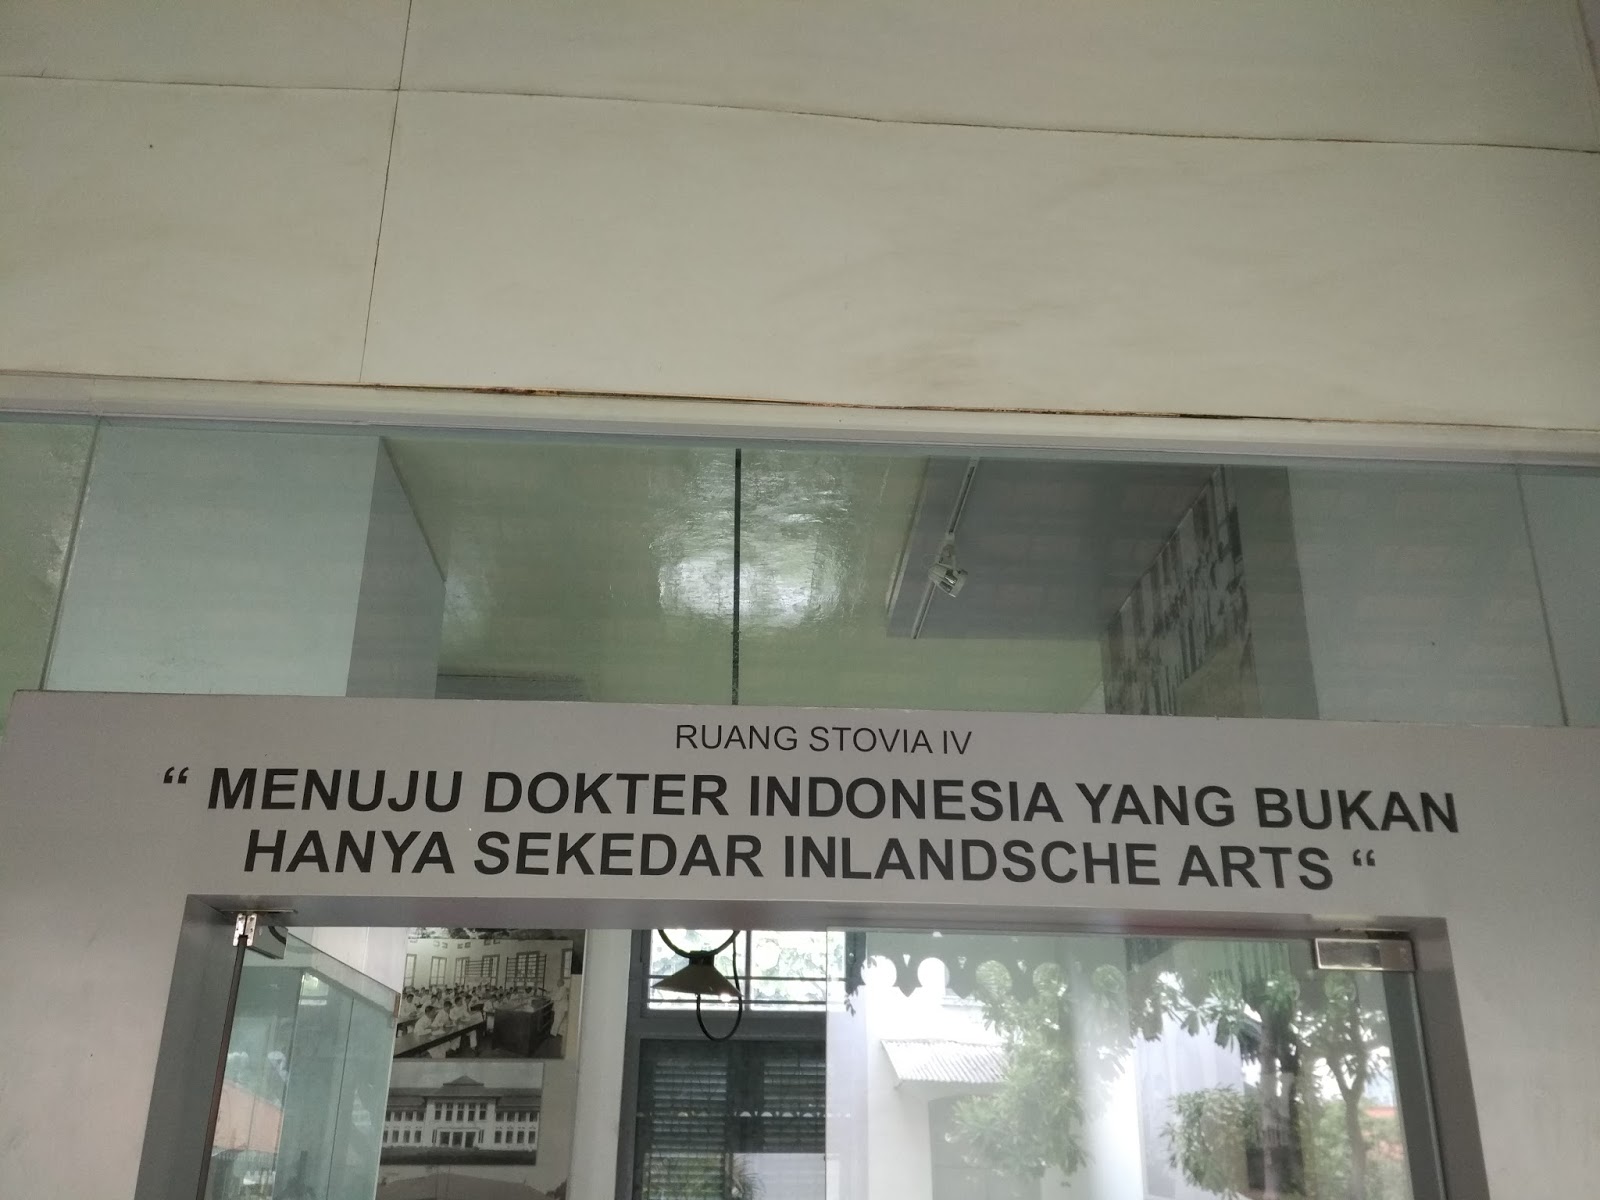 RUANG STOVIA IV
“ MENUJU DOKTER INDONESIA YANG BUKAN
HANYA SEKEDAR INLANDSCHE ARTS “